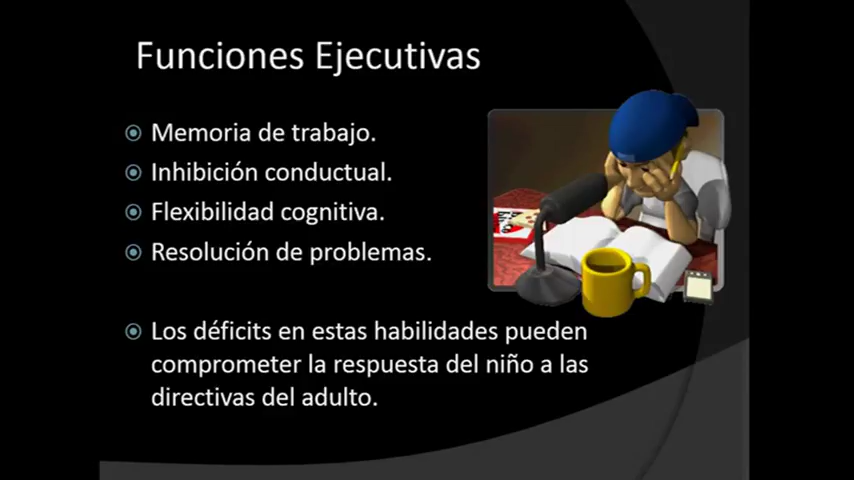 Funciones Ejecutivas
Memoria de trabajo.
Inhibición conductual.
Flexibilidad cognitiva.
Resolución de problemas.
Los déficits en estas habilidades pueden
comprometer la respuesta del niño a las
directivas del adulto.